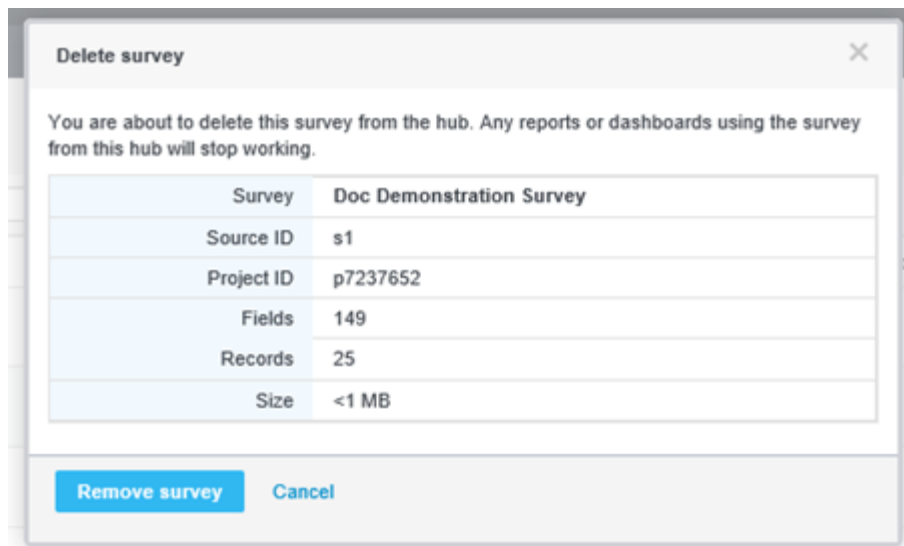 Delete survey
You are about to delete this survey from the hub. Any reports or dashboards using the survey
from this hub will stop working.
Survey Doc Demonstration Survey
Source ID s1
Project ID p7237652
Fields 149
Records 25
Size <1 MB
Remove survey Cancel